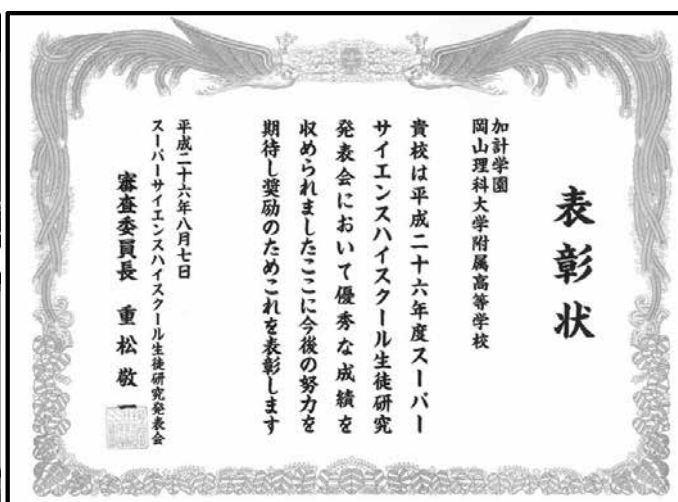 表彰状
加計学園
岡山理科大学附属高等学校
貴校は平成二十六年度スーパー
サイエンスハイスクール生徒研究
発表会において優秀な成績を
収められましたここに今後の努力を
期待し奨励のためこれを表彰します
平成二十六年八月七日
スーパーサイエンスハイスクール生徒研究発表会
審査委員長 重松敬一